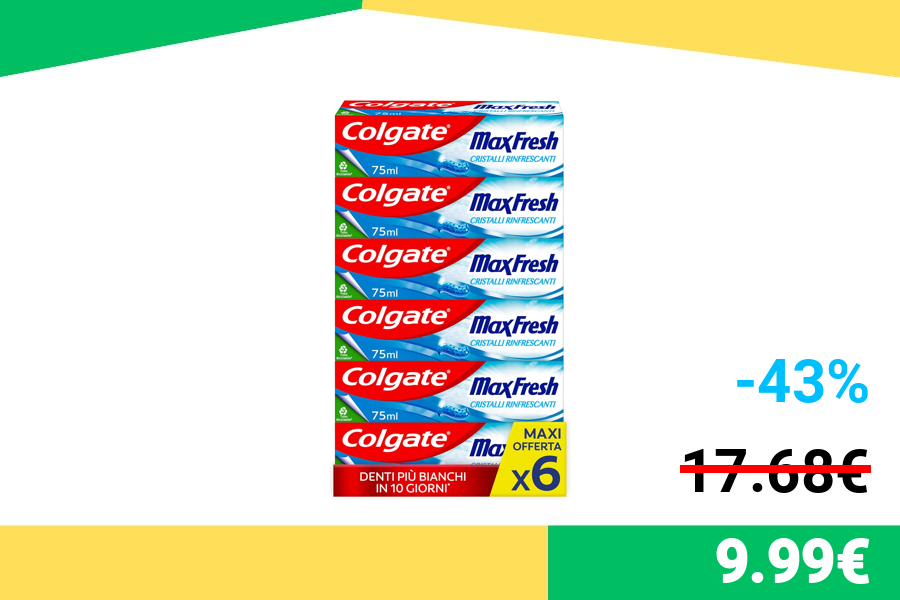 Colgate MaxFresh
75ml
Colgate® MaxFresh
CRISTALLI RINFRESCANTI
75ml
Colgate® MaxFresh
CRISTALLI RINFRESCANTI
75ml
Colgate® MaxFresh
CRISTALLI RINFRESCANTI
75ml
Colgate® MaxFresh
CRISTALLI RINFRESCANTI
75ml
Colgate® MaxFresh
CRISTALLI RINFRESCANTI
75ml
Colgate®
MAXI
OFFERTA
x6
DENTI PIÙ BIANCHI
IN 10 GIORNI*
-43%
17.68€
9.99€